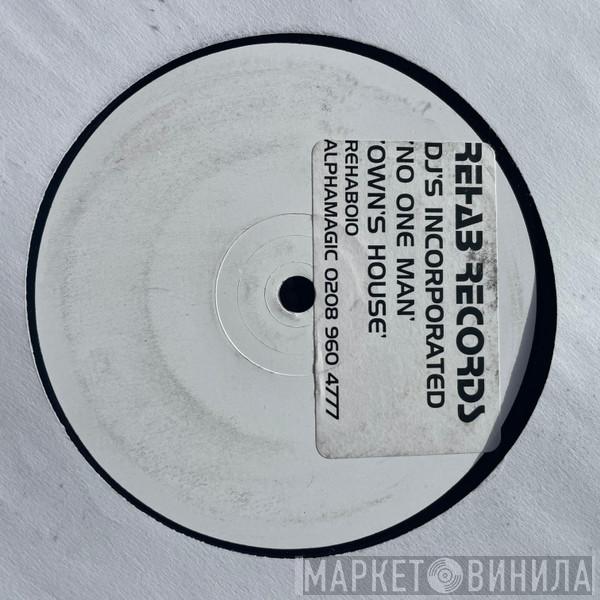 REHAB RECORDS
DJ'S INCORPORATED
'NO ONE MAN'
'OWN'S HOUSE'
REHAB010
ALPHAMAGIC 0208 960 4777
МАРКЕТ ВИНИЛА